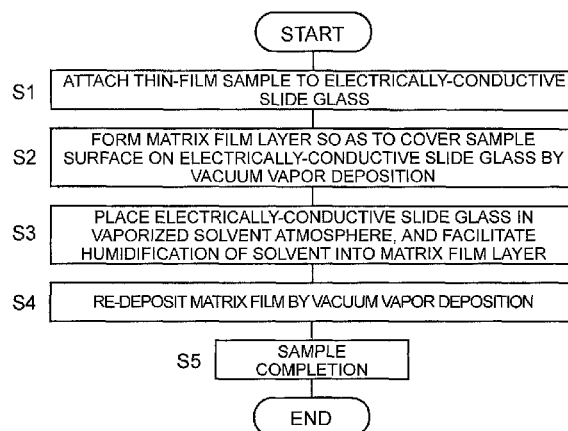 START
S1
ATTACH THIN-FILM SAMPLE TO ELECTRICALLY-CONDUCTIVE
SLIDE GLASS
S2
FORM MATRIX FILM LAYER SO AS TO COVER SAMPLE
SURFACE ON ELECTRICALLY-CONDUCTIVE SLIDE GLASS BY
VACUUM VAPOR DEPOSITION
S3
PLACE ELECTRICALLY-CONDUCTIVE SLIDE GLASS IN
VAPORIZED SOLVENT ATMOSPHERE, AND FACILITATE
HUMIDIFICATION OF SOLVENT INTO MATRIX FILM LAYER
S4
RE-DEPOSIT MATRIX FILM BY VACUUM VAPOR DEPOSITION
S5
SAMPLE
COMPLETION
END